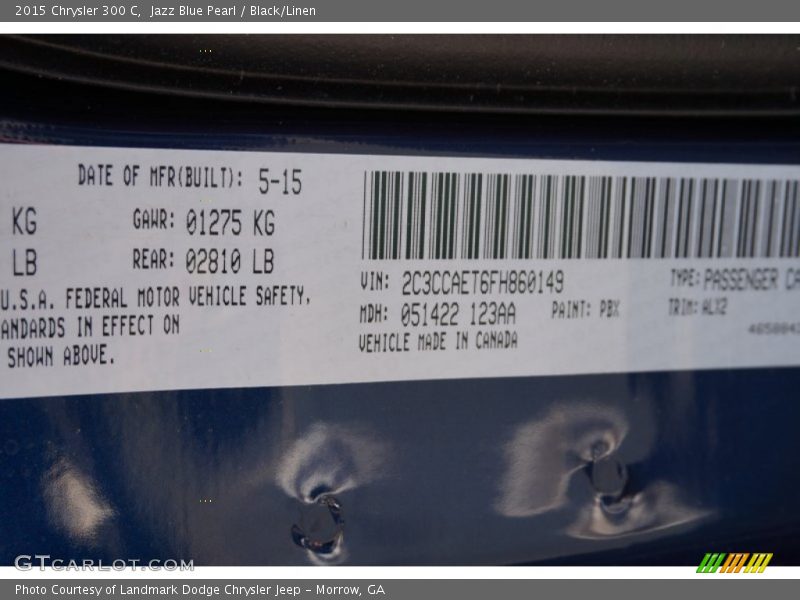 2015 Chrysler 300 C, Jazz Blue Pearl / Black/Linen
DATE OF MFR(BUILT): 5-15
KG GAWR: 01275 KG
LB REAR: 02810 LB
U.S.A. FEDERAL MOTOR VEHICLE SAFETY,
ANDARDS IN EFFECT ON
SHOWN ABOVE.
VIN: 2C3CCAET6FH860149 TYPE: PASSENGER CA
MDH: 051422 123AA PAINT: PBX TRIM: ALX2
VEHICLE MADE IN CANADA
GTCARLOT.COM
Photo Courtesy of Landmark Dodge Chrysler Jeep – Morrow, GA